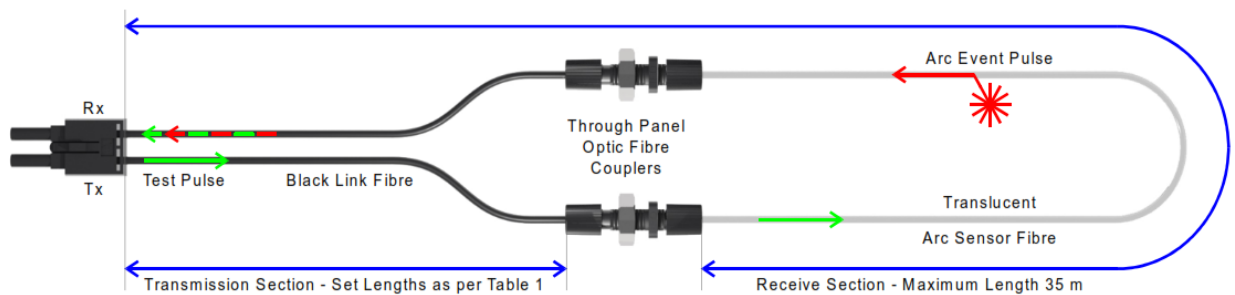 Arc Event Pulse
Rx
Through Panel
Optic Fibre
Couplers
Test Pulse
Black Link Fibre
Tx
Translucent
Arc Sensor Fibre
Transmission Section - Set Lengths as per Table 1
Receive Section - Maximum Length 35 m